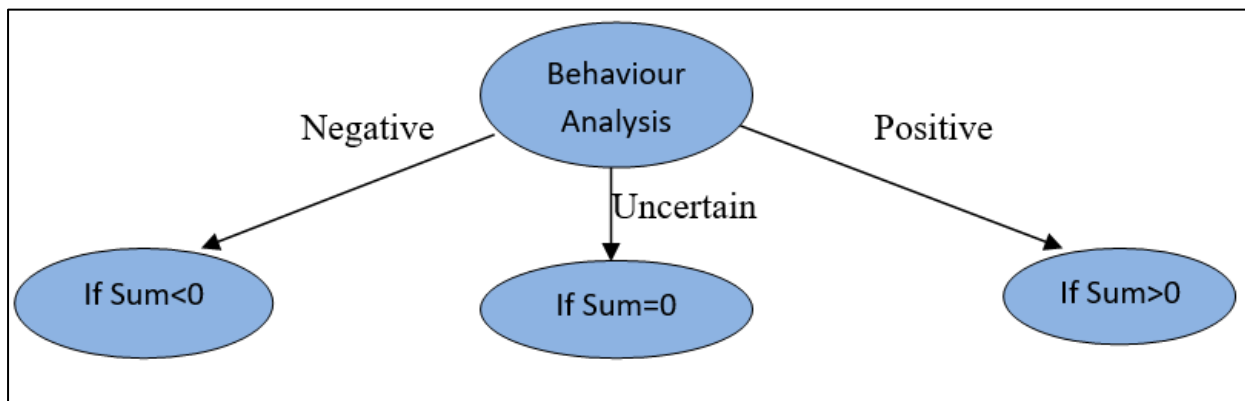 Behaviour
Analysis
Negative
Positive
Uncertain
If Sum<0
If Sum=0
If Sum>0